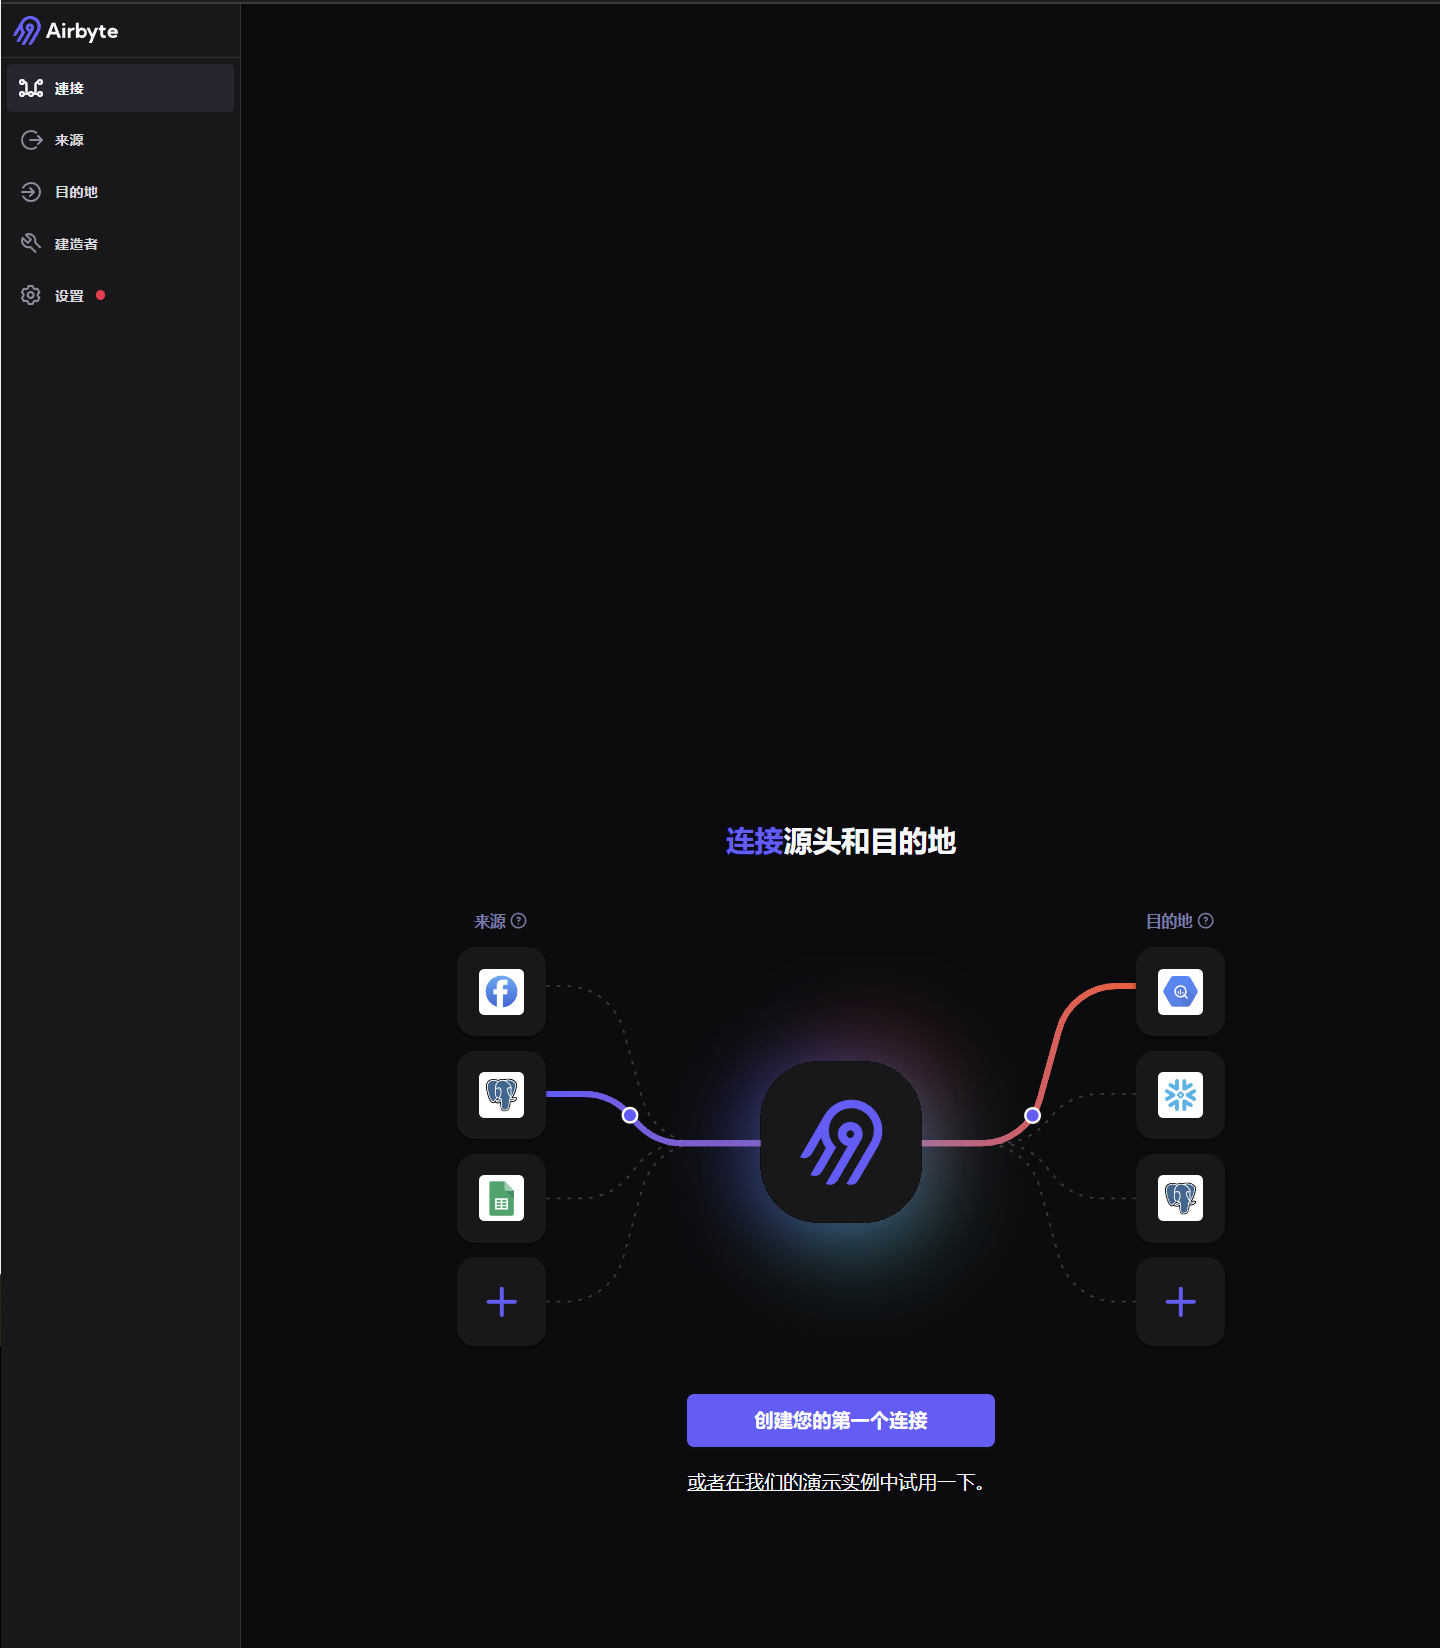 Airbyte
連接
来源
目的地
建造者
设置
连接源头和目的地
来源
目的地
创建您的第一个连接
或者在我们的演示实例中试用一下。